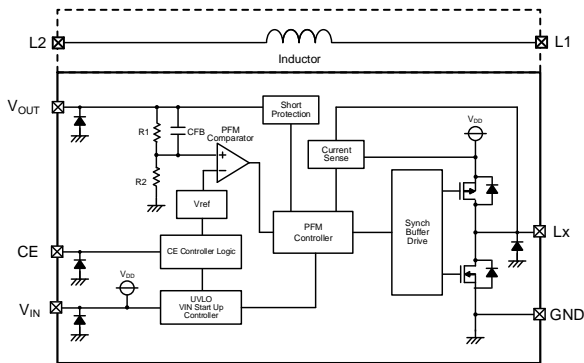 L2
L1
Inductor
VOUT
Short
Protection
R1
CFB
PFM
Comparator
VDD
Current
Sense
+
−
R2
Vref
PFM
Controller
Synch
Buffer
Drive
Lx
CE
CE Controller Logic
VDD
VIN
UVLO
VIN Start Up
Controller
GND